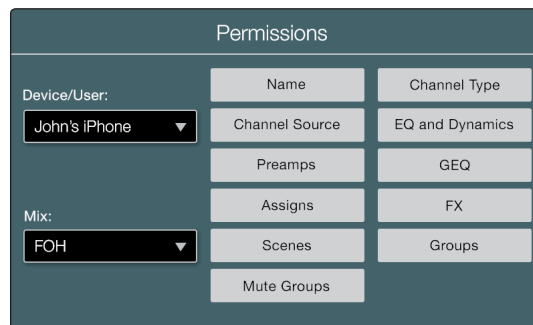 Permissions
Device/User:
John's iPhone
Mix:
FOH
Name
Channel Type
Channel Source
EQ and Dynamics
Preamps
GEQ
Assigns
FX
Scenes
Groups
Mute Groups